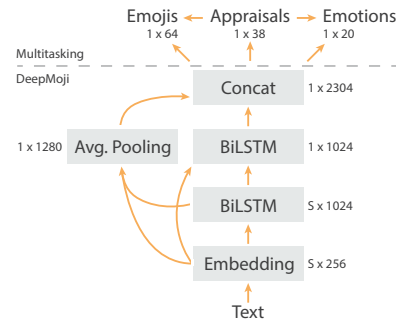 Emojis Appraisals Emotions
1 x 64 1 x 38 1 x 20
Multitasking
DeepMoji
Concat 1 x 2304
1 x 1280 Avg. Pooling BiLSTM 1 x 1024
BiLSTM S x 1024
Embedding S x 256
Text